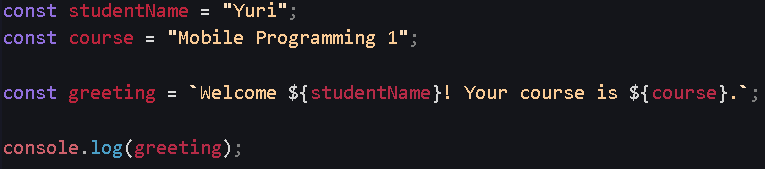 const studentName = "Yuri";
const course = "Mobile Programming 1";
const greeting = `Welcome ${studentName}! Your course is ${course}.`;
console.log(greeting);